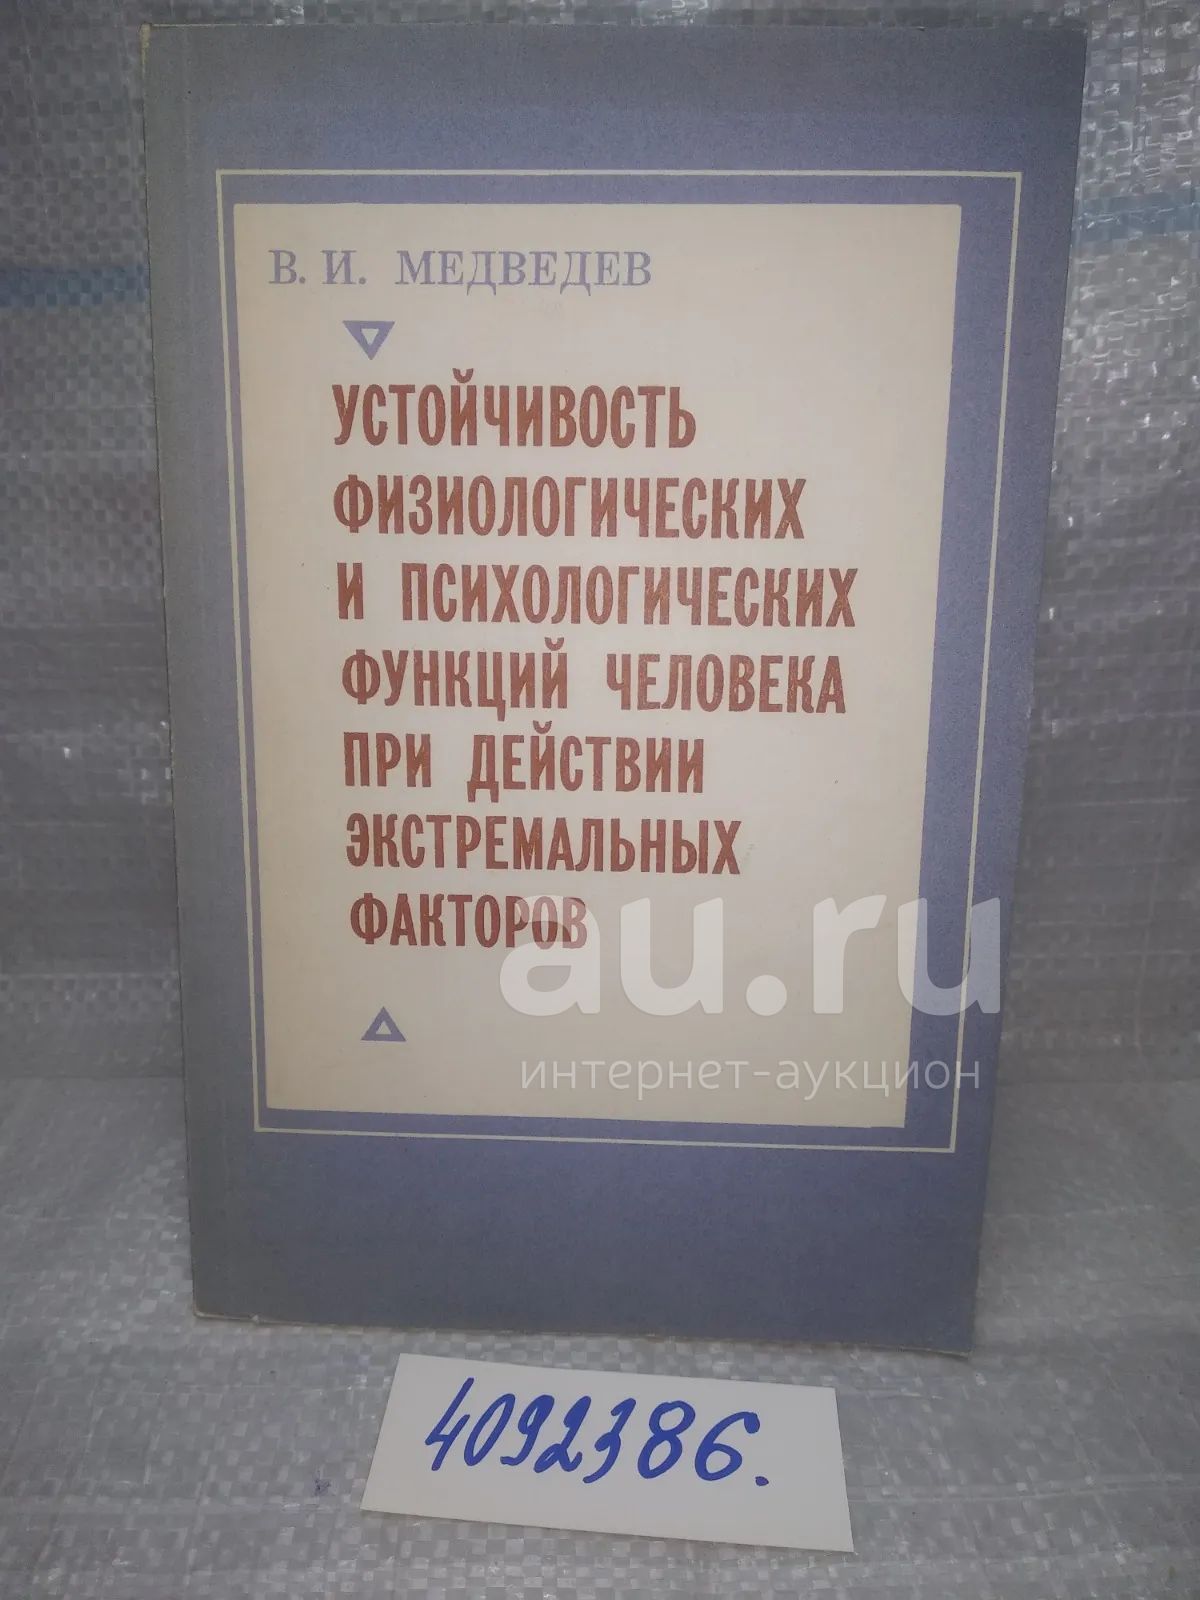 В. И. МЕДВЕДЕВ
УСТОЙЧИВОСТЬ
ФИЗИОЛОГИЧЕСКИХ
И ПСИХОЛОГИЧЕСКИХ
ФУНКЦИЙ ЧЕЛОВЕКА
ПРИ ДЕЙСТВИИ
ЭКСТРЕМАЛЬНЫХ
ФАКТОРОВ
au.ru
интернет-аукцион
4092386.